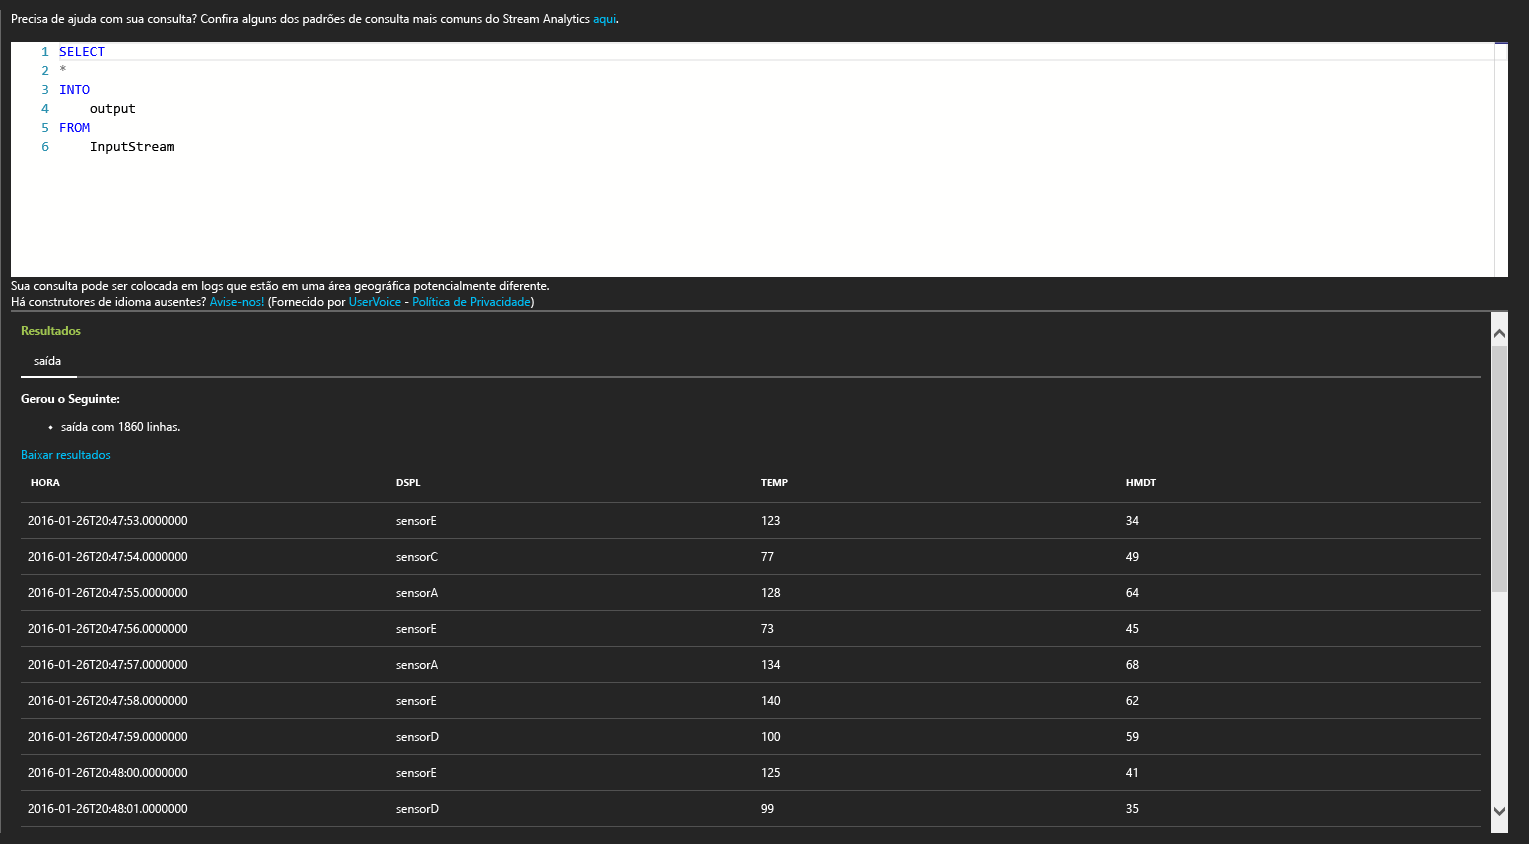 Precisa de ajuda com sua consulta? Confira alguns dos padrões de consulta mais comuns do Stream Analytics aqui.
1 SELECT
2 *
3 INTO
4 output
5 FROM
6 InputStream
Sua consulta pode ser colocada em logs que estão em uma área geográfica potencialmente diferente.
Há construtores de idioma ausentes? Avise-nos! (Fornecido por UserVoice - Política de Privacidade)
Resultados
saída
Gerou o Seguinte:
• saída com 1860 linhas.
Baixar resultados
HORA DSPL TEMP HMDT
2016-01-26T20:47:53.0000000 sensorE 123 34
2016-01-26T20:47:54.0000000 sensorC 77 49
2016-01-26T20:47:55.0000000 sensorA 128 64
2016-01-26T20:47:56.0000000 sensorE 73 45
2016-01-26T20:47:57.0000000 sensorA 134 68
2016-01-26T20:47:58.0000000 sensorE 140 62
2016-01-26T20:47:59.0000000 sensorD 100 59
2016-01-26T20:48:00.0000000 sensorE 125 41
2016-01-26T20:48:01.0000000 sensorD 99 35